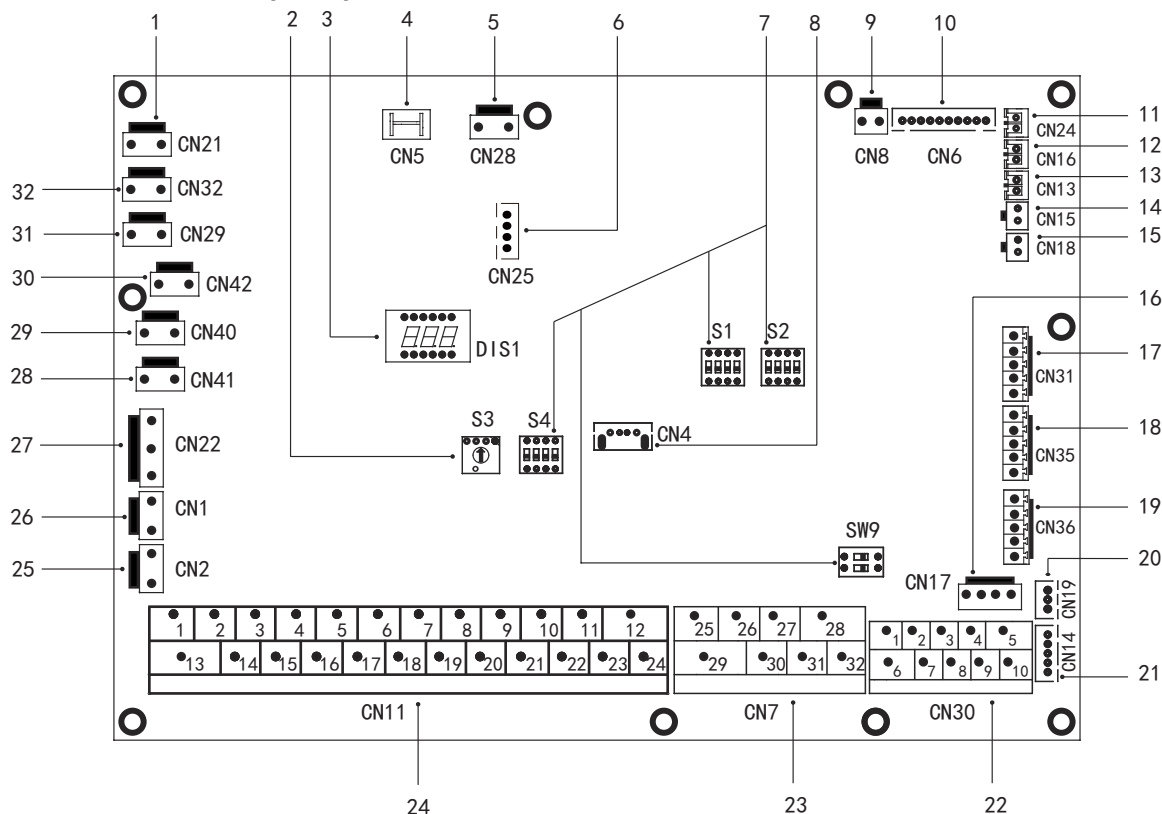 1 2 3 4 5 6 7 8 9 10
CN21 CN5 CN28 CN8 CN6 CN24 11
CN16 12
32 CN32 CN13 13
31 CN29 CN15 14
CN25 CN18 15
30 CN42
16
29 CN40 DIS1 S1 S2
17
28 CN41 CN31
S3 S4 CN4 18
27 CN22 CN35
26 CN1 19
SW9 CN36
25 CN2 20
CN17 CN19
1 2 3 4 5 6 7 8 9 10 11 12 25 26 27 28 1 2 3 4 5
13 14 15 16 17 18 19 20 21 22 23 24 29 30 31 32 6 7 8 9 10 CN14
21
CN11 CN7 CN30
24 23 22